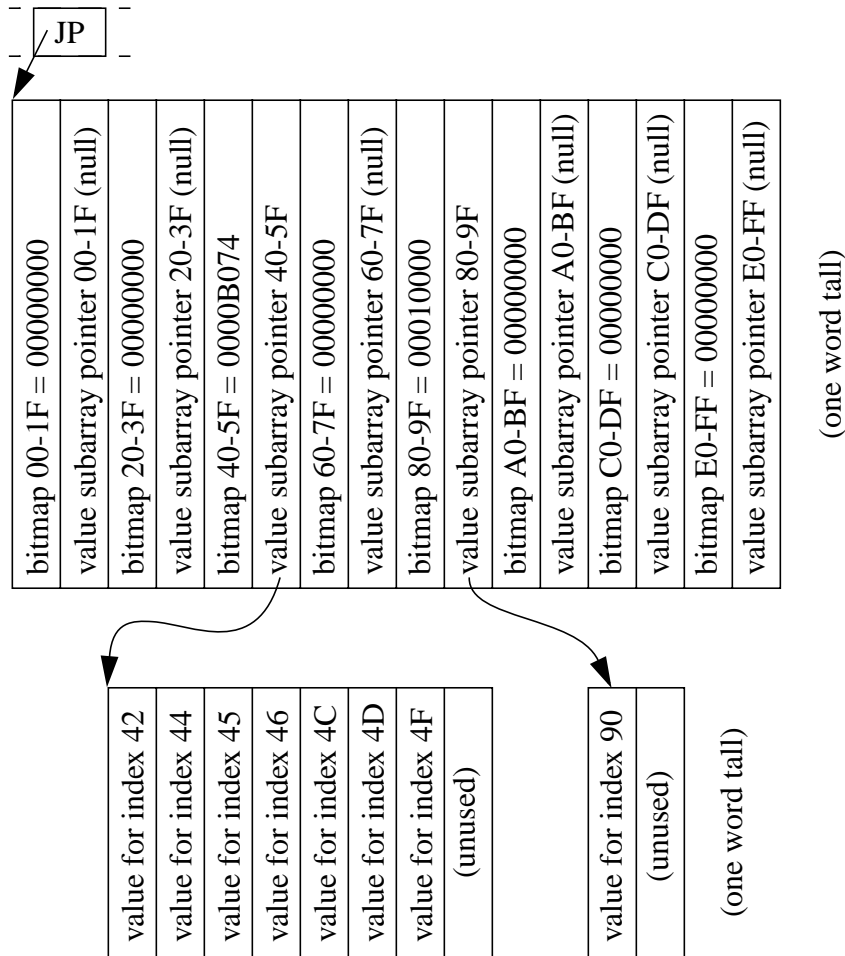 JP
bitmap 00-1F = 00000000
value subarray pointer 00-1F (null)
bitmap 20-3F = 00000000
value subarray pointer 20-3F (null)
bitmap 40-5F = 0000B074
value subarray pointer 40-5F
bitmap 60-7F = 00000000
value subarray pointer 60-7F (null)
bitmap 80-9F = 00010000
value subarray pointer 80-9F
bitmap A0-BF = 00000000
value subarray pointer A0-BF (null)
bitmap C0-DF = 00000000
value subarray pointer C0-DF (null)
bitmap E0-FF = 00000000
value subarray pointer E0-FF (null)
(one word tall)
value for index 42
value for index 44
value for index 45
value for index 46
value for index 4C
value for index 4D
value for index 4F
(unused)
value for index 90
(unused)
(one word tall)